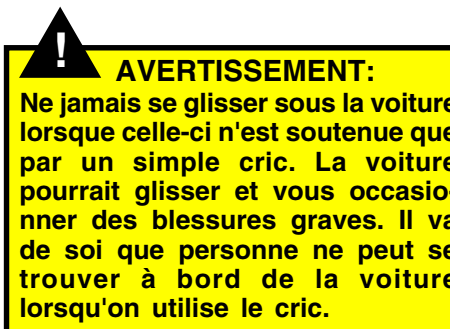 !
AVERTISSEMENT:
Ne jamais se glisser sous la voiture
lorsque celle-ci n'est soutenue que
par un simple cric. La voiture
pourrait glisser et vous occasio-
nner des blessures graves. Il va
de soi que personne ne peut se
trouver à bord de la voiture
lorsqu'on utilise le cric.